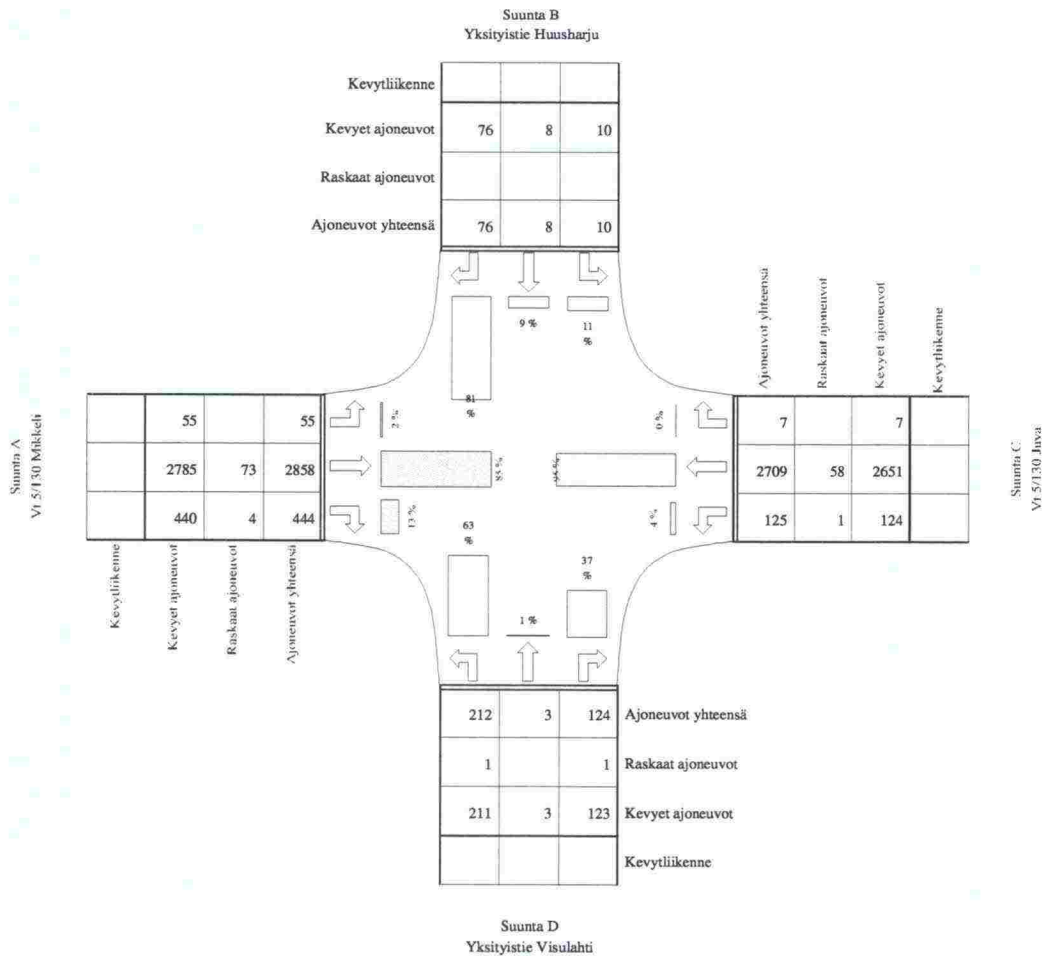 Suunta B
Yksityistie Huusharju
Kevytliikenne
Kevyet ajoneuvot 76 8 10
Raskaat ajoneuvot
Ajoneuvot yhteensä 76 8 10
9 %
11
%
81
%
Suunta A
Vt 5/130 Mikkeli
55 55
2785 73 2858
440 4 444
Kevytliikenne
Kevyet ajoneuvot
Raskaat ajoneuvot
Ajoneuvot yhteensä
2 %
85 %
13 %
Ajoneuvot yhteensä
Raskaat ajoneuvot
Kevyet ajoneuvot
Kevytliikenne
7 7
2709 58 2651
125 1 124
0 %
4 %
Suunta C
Vt 5/130 Juva
63
%
1 %
37
%
212 3 124 Ajoneuvot yhteensä
1 1 Raskaat ajoneuvot
211 3 123 Kevyet ajoneuvot
Kevytliikenne
Suunta D
Yksityistie Visulahti